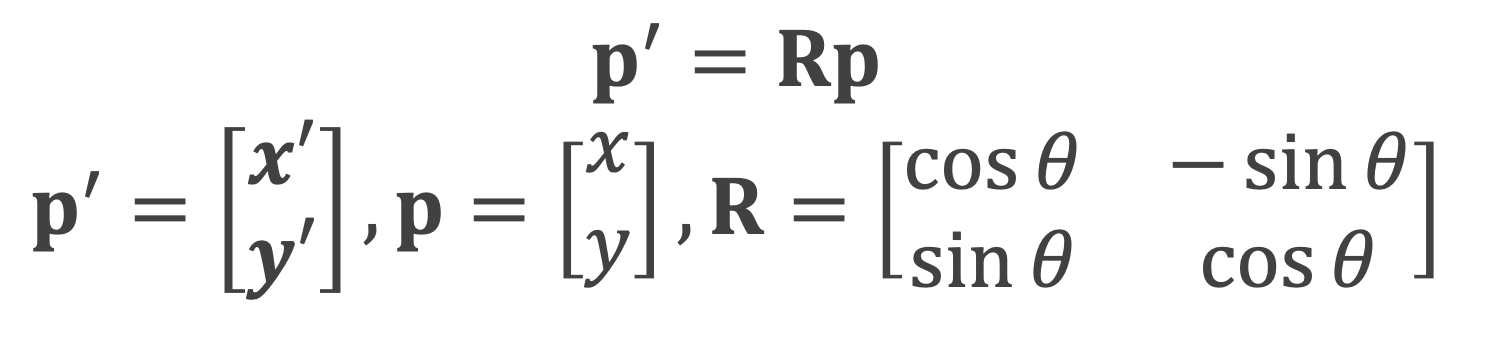 𝐩′ = 𝐑𝐩
𝐩′ = [𝒙′ 𝒚′], 𝐩 = [𝑥 𝑦], 𝐑 = [cos 𝜃 − sin 𝜃 sin 𝜃 cos 𝜃]